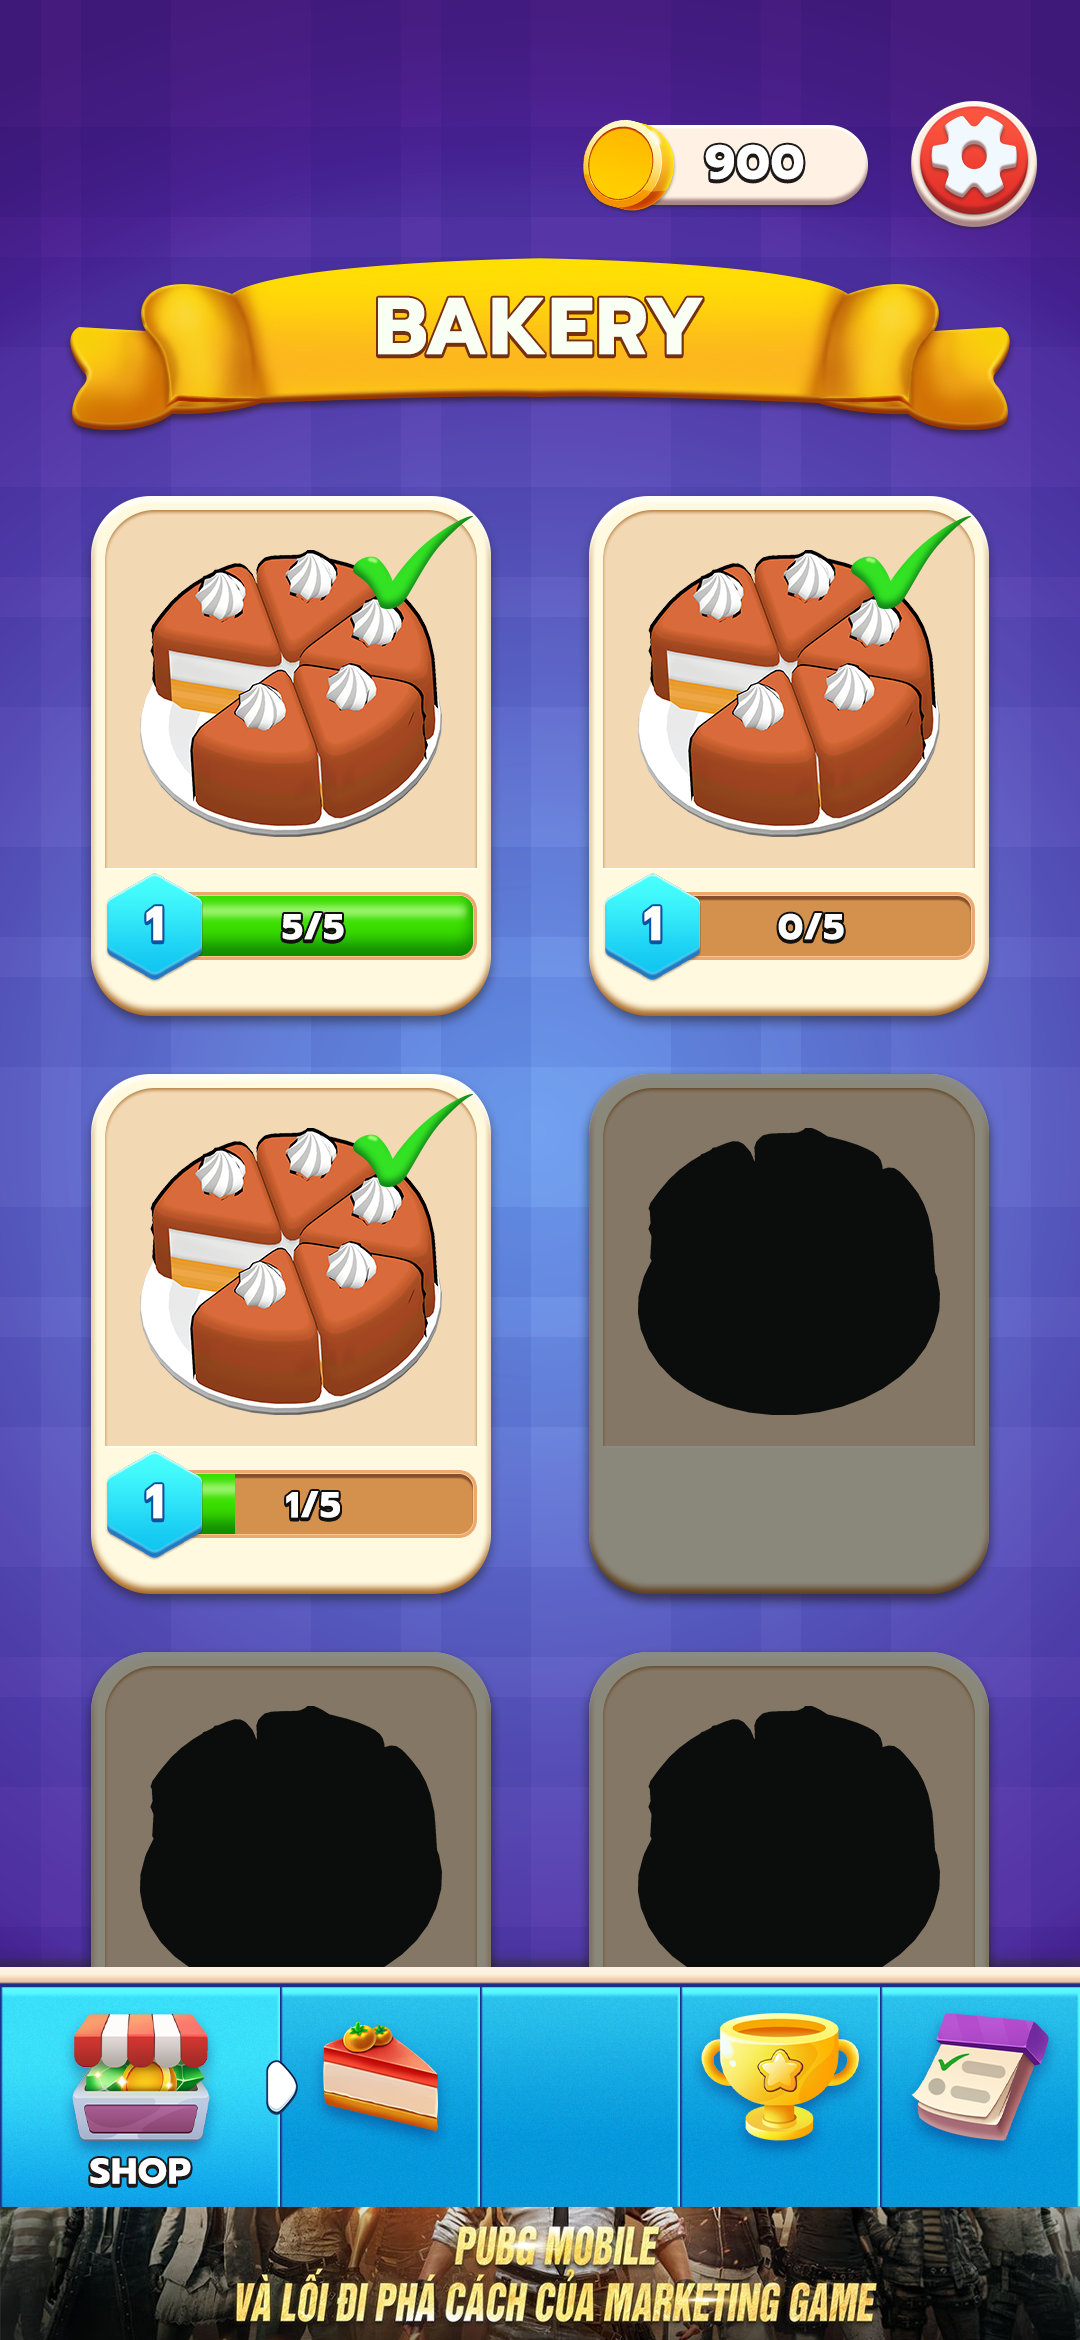 900
BAKERY
1
5/5
1
0/5
1
1/5
SHOP
PUBG MOBILE
VÀ LỐI ĐI PHÁ CÁCH CỦA MARKETING GAME